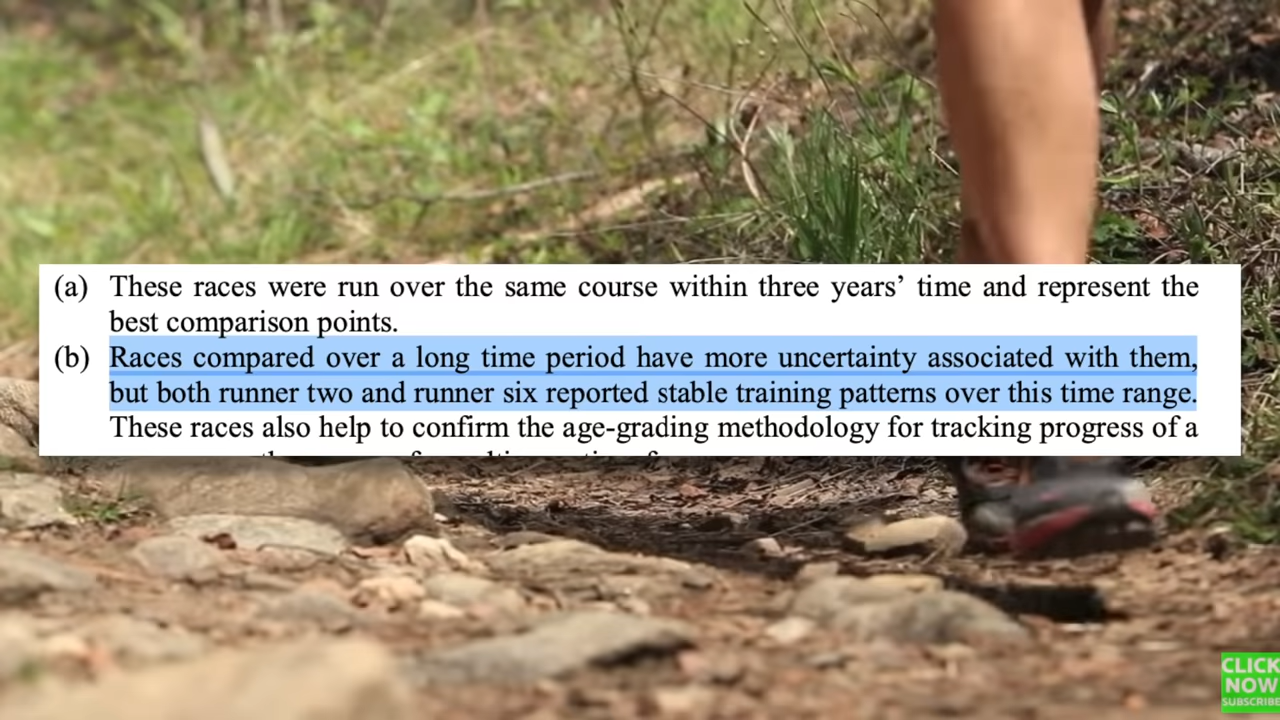 (a) These races were run over the same course within three years’ time and represent the
best comparison points.
(b) Races compared over a long time period have more uncertainty associated with them,
but both runner two and runner six reported stable training patterns over this time range.
These races also help to confirm the age-grading methodology for tracking progress of a
CLICK
NOW
SUBSCRIBE